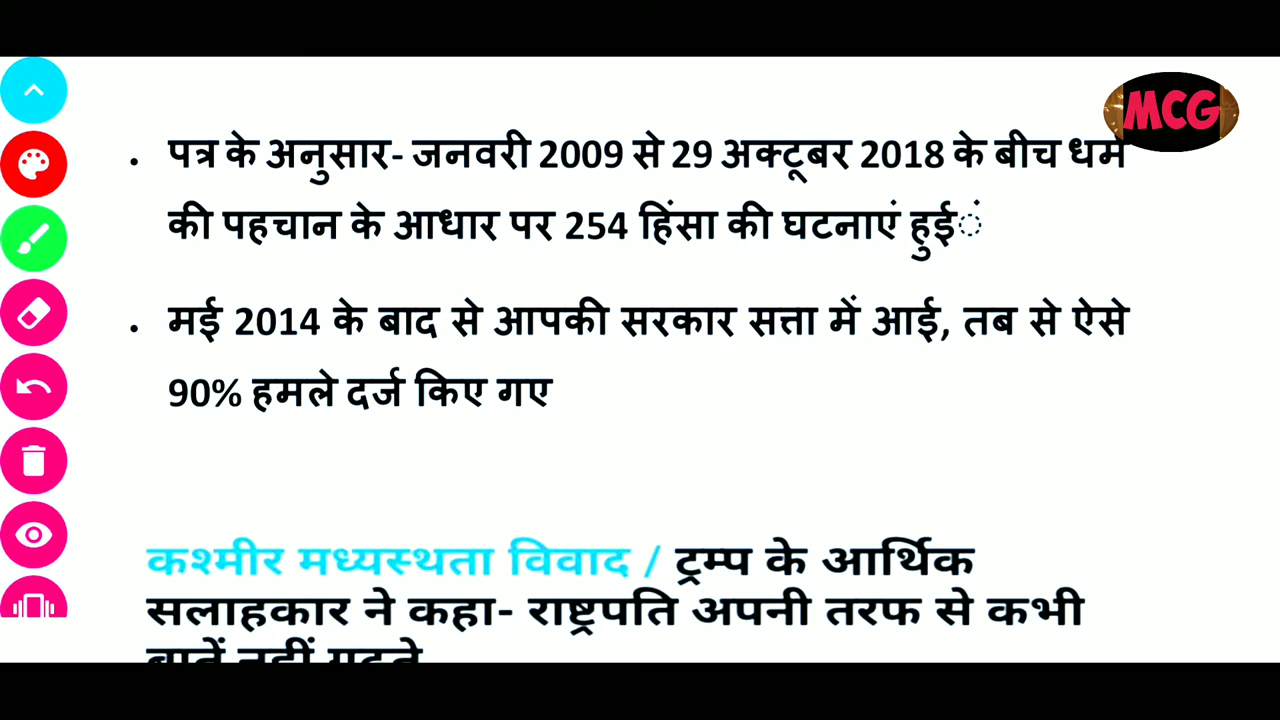 MCG
• पत्र के अनुसार- जनवरी 2009 से 29 अक्टूबर 2018 के बीच धर्म
की पहचान के आधार पर 254 हिंसा की घटनाएं हुईं
• मई 2014 के बाद से आपकी सरकार सत्ता में आई, तब से ऐसे
90% हमले दर्ज किए गए
कश्मीर मध्यस्थता विवाद / ट्रम्प के आर्थिक
सलाहकार ने कहा- राष्ट्रपति अपनी तरफ से कभी
बातें नहीं गढ़ते